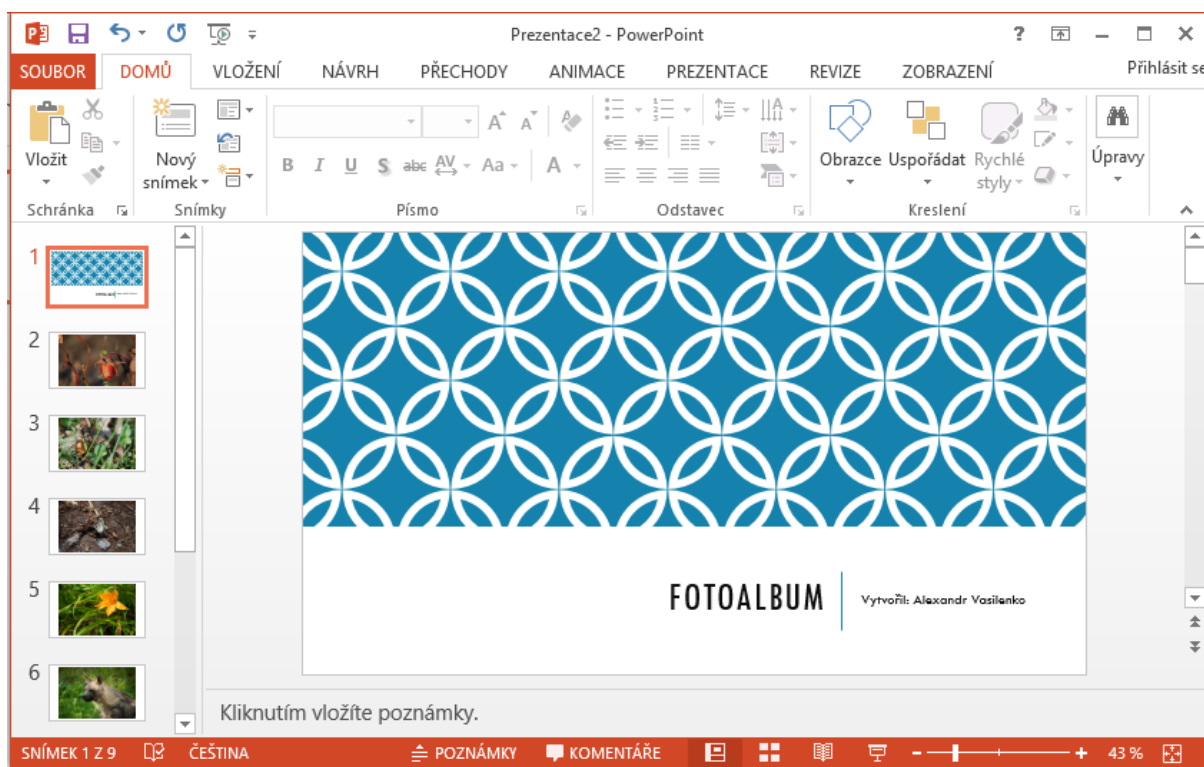 Prezentace2 - PowerPoint
?
SOUBOR DOMŮ VLOŽENÍ NÁVRH PŘECHODY ANIMACE PREZENTACE REVIZE ZOBRAZENÍ Přihlásit se
Vložit
Nový
snímek
B I U S abc AV Aa A
Obrazce
Uspořádat
Rychlé
styly
Úpravy
Schránka Snímky Písmo Odstavec Kreslení
1
2
3
4
5
6
FOTOALBUM
Vytvořil: Alexandr Vasilenko
Kliknutím vložíte poznámky.
SNÍMEK 1 Z 9 ČEŠTINA POZNÁMKY KOMENTÁŘE 43 %